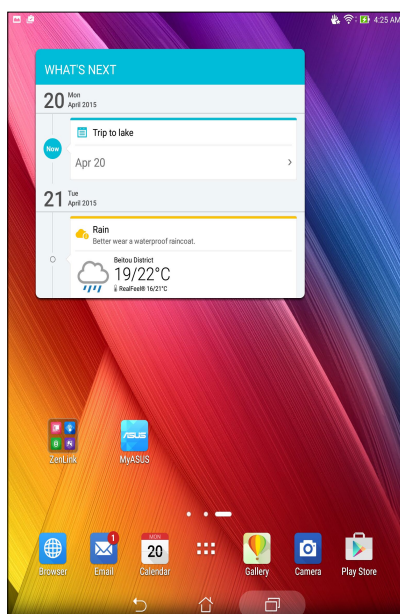 4:25 AM
WHAT'S NEXT
20 Mon
April 2015
Now
Trip to lake
Apr 20
21 Tue
April 2015
Rain
Better wear a waterproof raincoat.
Beitou District
19/22°C
RealFeel® 16/21°C
ZenLink
/SUS
MyASUS
1
MON
20
Browser
Email
Calendar
Gallery
Camera
Play Store